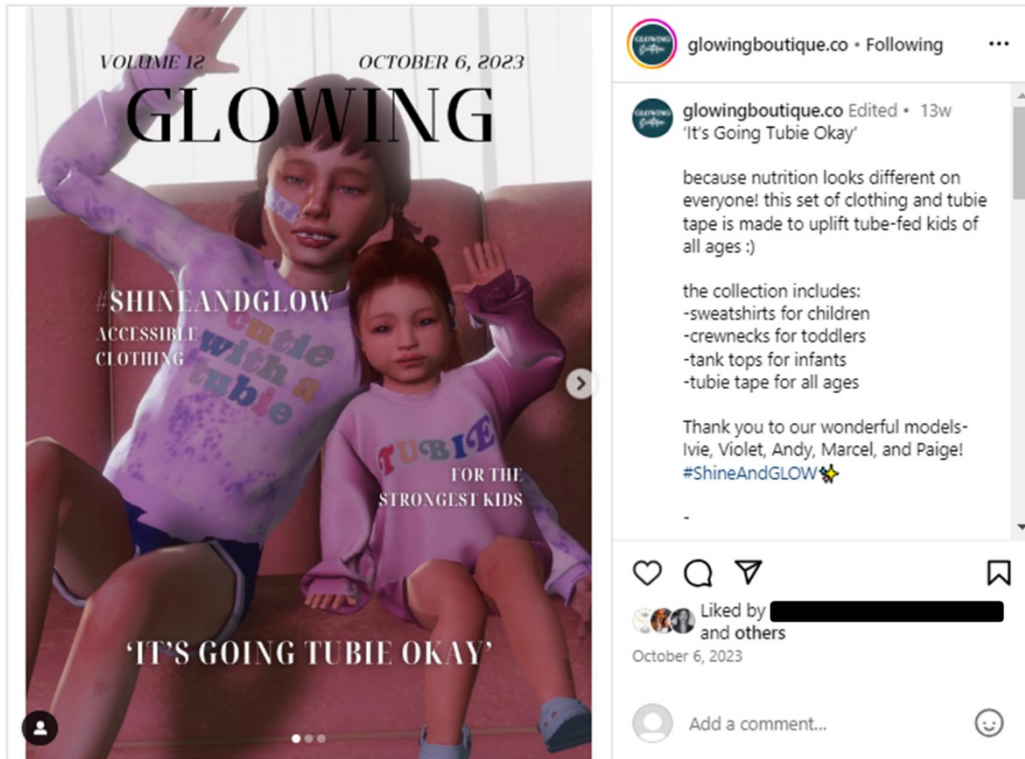 VOLUME 12
OCTOBER 6, 2023
GLOWING
#SHINEANDGLOW
ACCESSIBLE
CLOTHING
cutie
with a
tubie
TUBIE
FOR THE
STRONGEST KIDS
‘IT’S GOING TUBIE OKAY’
GLOWING
Boutique
glowingboutique.co • Following
GLOWING
Boutique
glowingboutique.co Edited • 13w
‘It’s Going Tubie Okay’
because nutrition looks different on
everyone! this set of clothing and tubie
tape is made to uplift tube-fed kids of
all ages :)
the collection includes:
-sweatshirts for children
-crewnecks for toddlers
-tank tops for infants
-tubie tape for all ages
Thank you to our wonderful models-
Ivie, Violet, Andy, Marcel, and Paige!
#ShineAndGLOW✨
-
Liked by
and others
October 6, 2023
Add a comment...